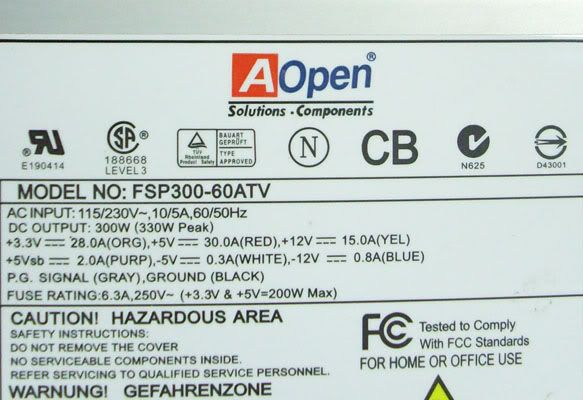 AOpen®
Solutions . Components
RU ®
E190414
SA ®
188668
LEVEL 3
TÜV
Rheinland
Product Safety
BAUART
GEPRÜFT
TYPE
APPROVED
N
CB
N625
D43001
MODEL NO: FSP300-60ATV
AC INPUT: 115/230V~,10/5A,60/50Hz
DC OUTPUT: 300W (330W Peak)
+3.3V ⎓ 28.0A(ORG),+5V ⎓ 30.0A(RED),+12V ⎓ 15.0A(YEL)
+5Vsb ⎓ 2.0A(PURP),-5V ⎓ 0.3A(WHITE),-12V ⎓ 0.8A(BLUE)
P.G. SIGNAL (GRAY),GROUND (BLACK)
FUSE RATING:6.3A,250V~ (+3.3V & +5V=200W Max)
CAUTION! HAZARDOUS AREA
SAFETY INSTRUCTIONS:
DO NOT REMOVE THE COVER
NO SERVICEABLE COMPONENTS INSIDE.
REFER SERVICING TO QUALIFIED SERVICE PERSONNEL.
WARNUNG! GEFAHRENZONE
FC Tested to Comply
With FCC Standards
FOR HOME OR OFFICE USE